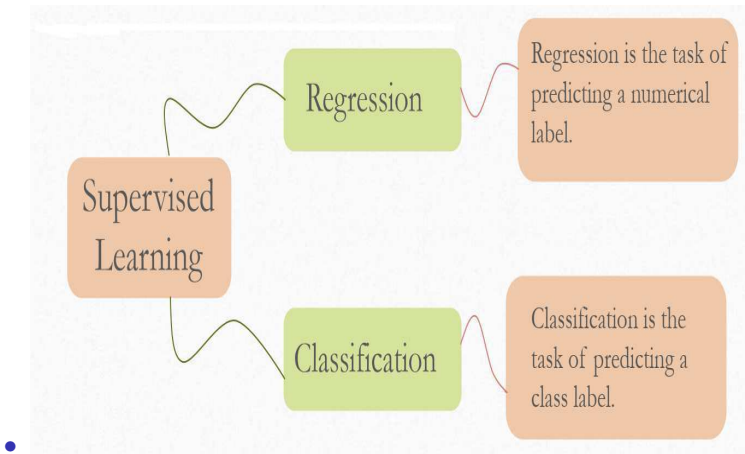 Supervised
Learning
Regression
Regression is the task of
predicting a numerical
label.
Classification
Classification is the
task of predicting a
class label.